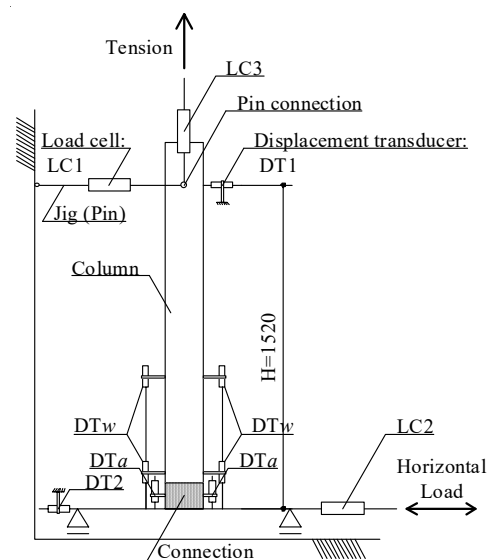 Tension
LC3
Pin connection
Load cell:
LC1
Displacement transducer:
DT1
Jig (Pin)
Column
H=1520
DTw
DTw
DTa
DTa
DT2
LC2
Horizontal
Load
Connection